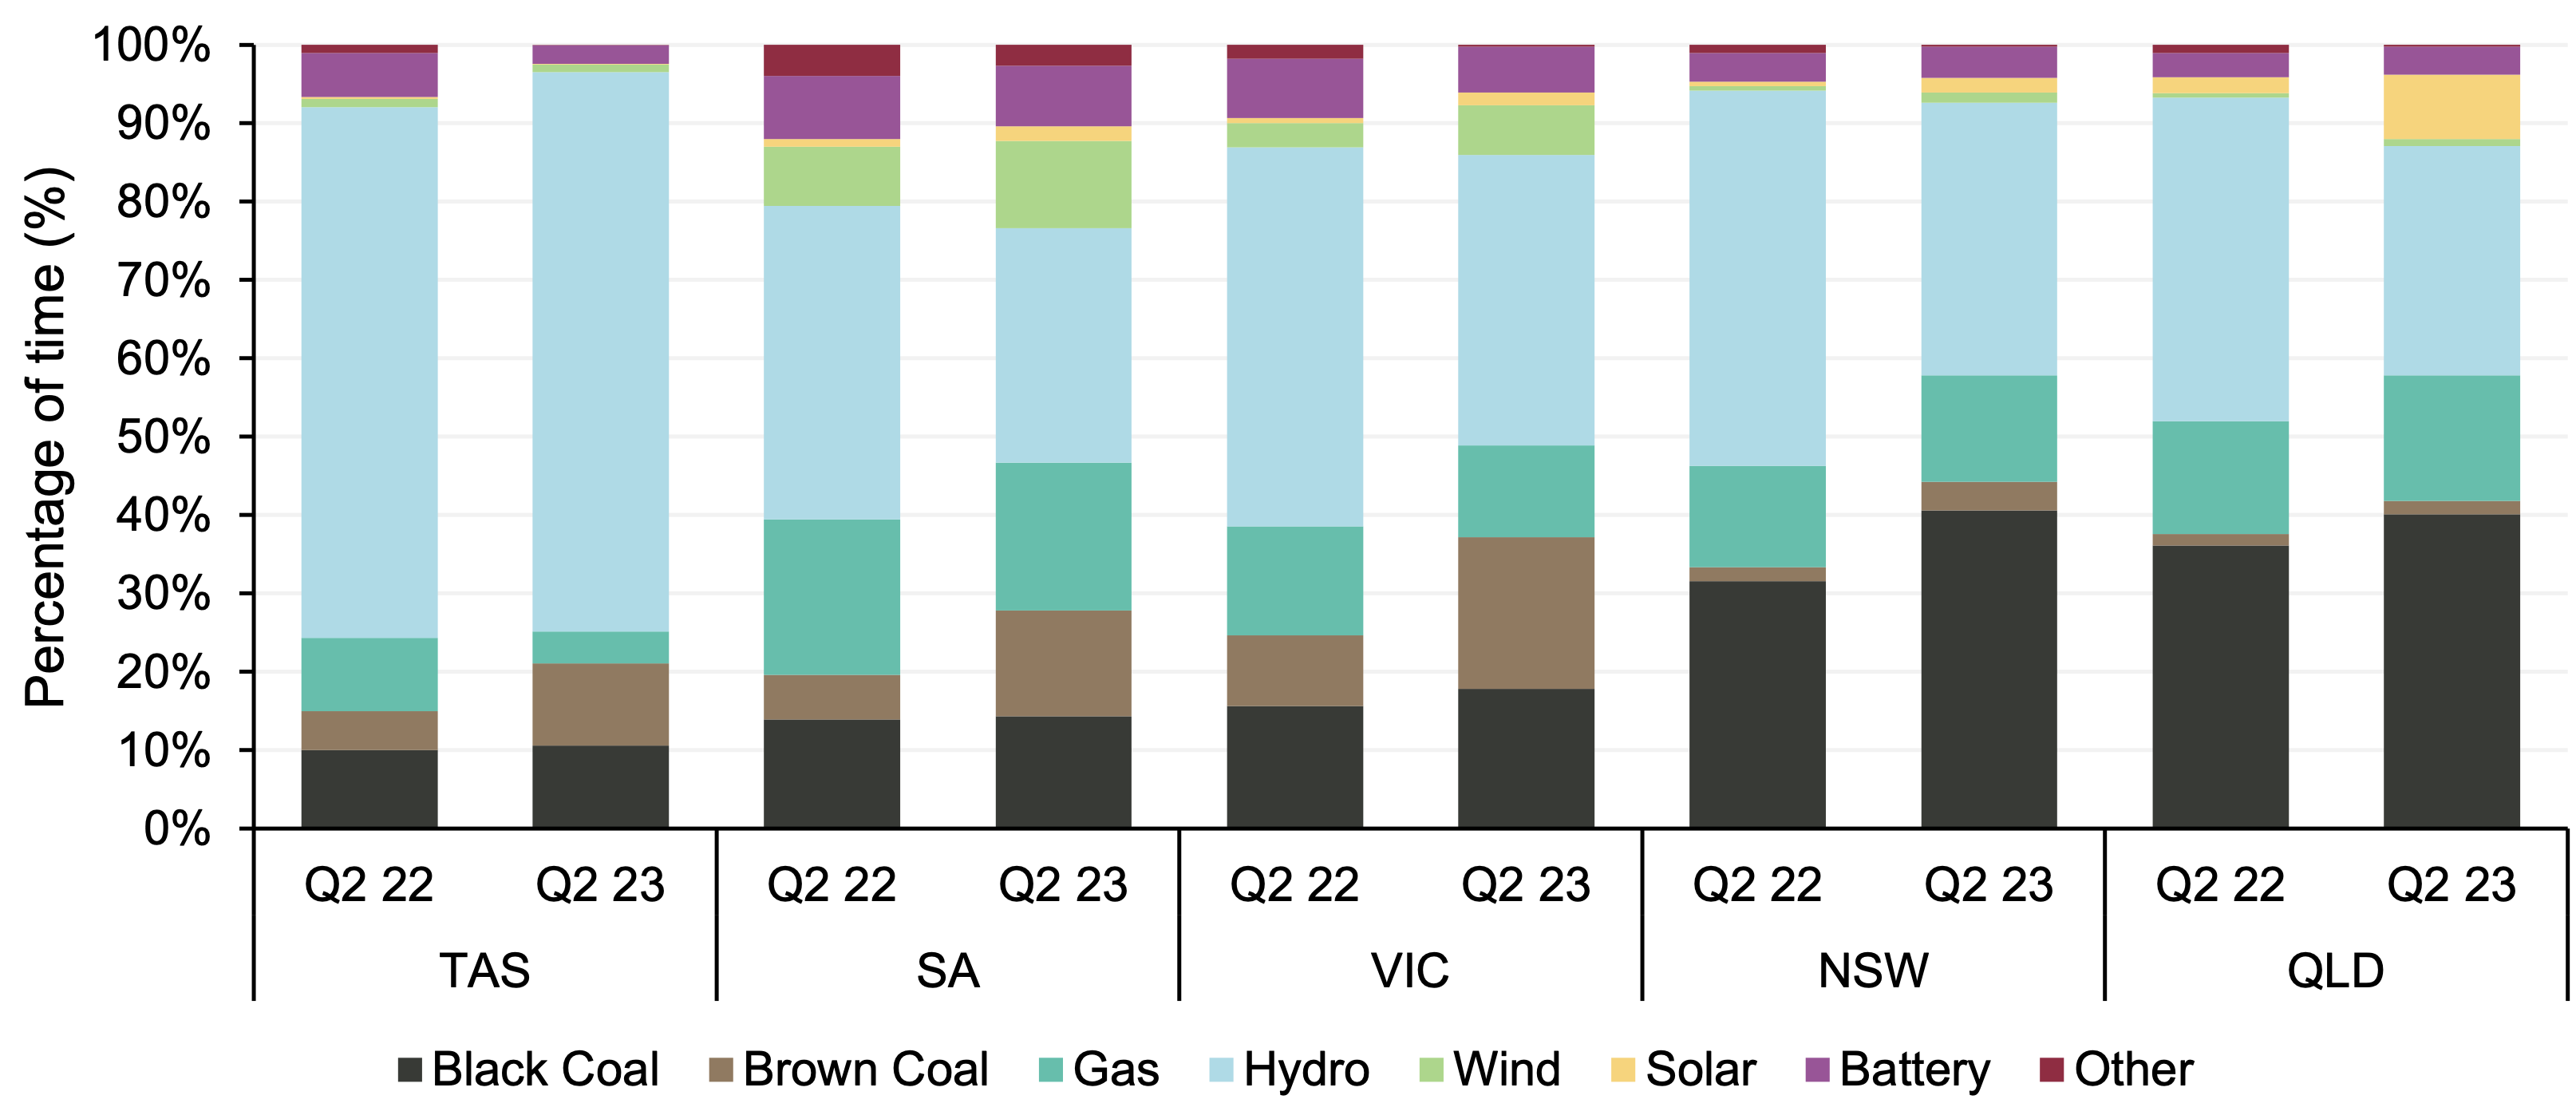 Percentage of time (%)
100%
90%
80%
70%
60%
50%
40%
30%
20%
10%
0%
Q2 22 Q2 23 Q2 22 Q2 23 Q2 22 Q2 23 Q2 22 Q2 23 Q2 22 Q2 23
TAS SA VIC NSW QLD
Black Coal Brown Coal Gas Hydro Wind Solar Battery Other